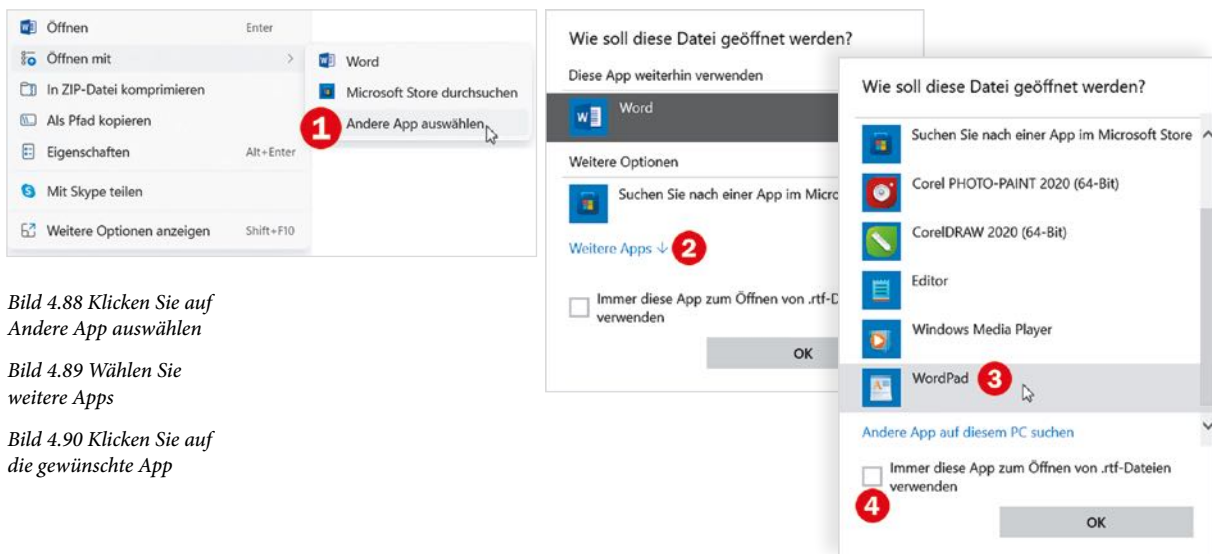 Öffnen Enter
Öffnen mit
In ZIP-Datei komprimieren
Als Pfad kopieren
Eigenschaften Alt+Enter
Mit Skype teilen
Weitere Optionen anzeigen Shift+F10
Word
Microsoft Store durchsuchen
1 Andere App auswählen
Bild 4.88 Klicken Sie auf
Andere App auswählen
Bild 4.89 Wählen Sie
weitere Apps
Bild 4.90 Klicken Sie auf
die gewünschte App
Wie soll diese Datei geöffnet werden?
Diese App weiterhin verwenden
Word
Weitere Optionen
Suchen Sie nach einer App im Micro
Weitere Apps ↓ 2
Immer diese App zum Öffnen von .rtf-D
verwenden
OK
Wie soll diese Datei geöffnet werden?
Suchen Sie nach einer App im Microsoft Store
Corel PHOTO-PAINT 2020 (64-Bit)
CorelDRAW 2020 (64-Bit)
Editor
Windows Media Player
WordPad 3
Andere App auf diesem PC suchen
Immer diese App zum Öffnen von .rtf-Dateien
verwenden
4
OK